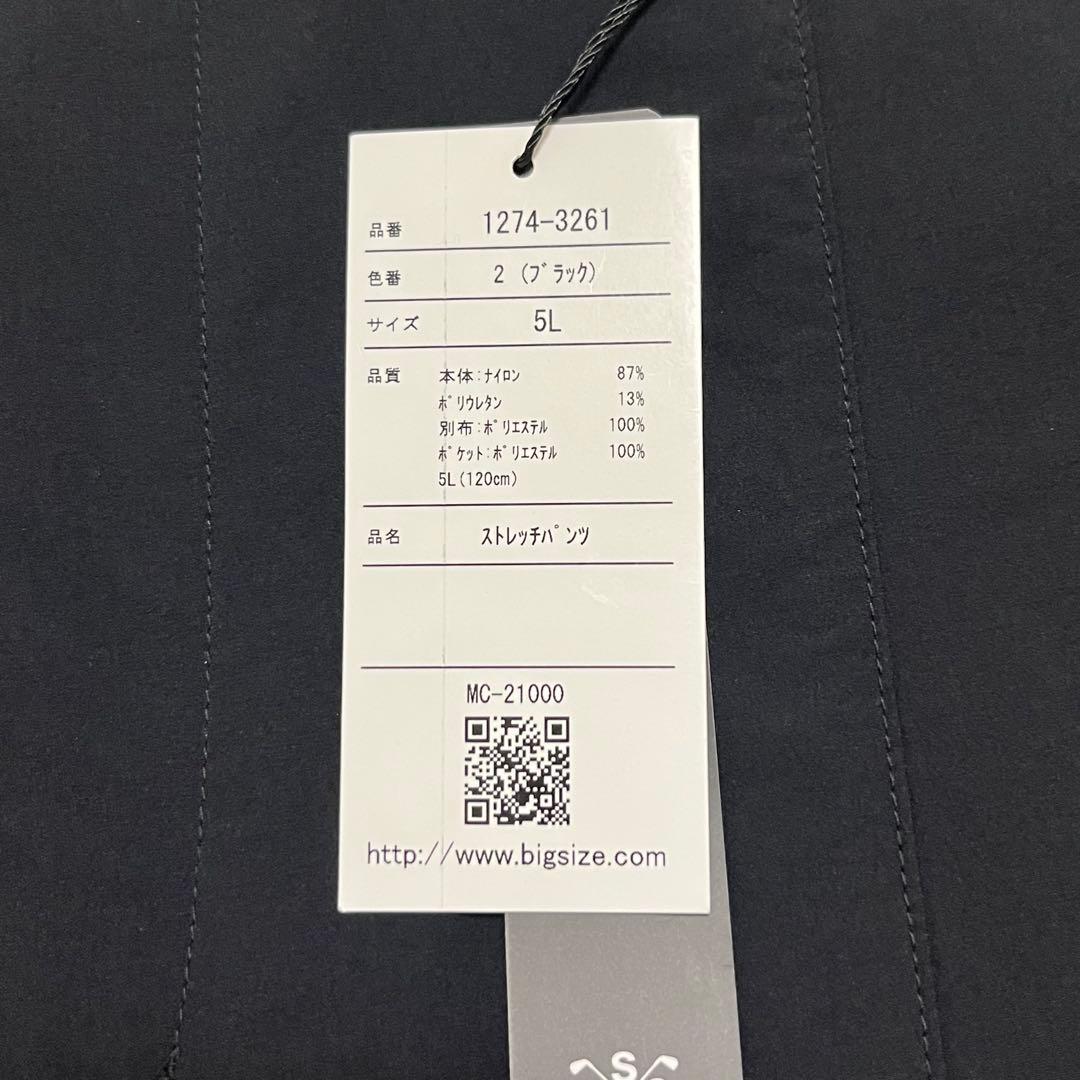 品番 1274-3261
色番 2 (ﾌﾞﾗｯｸ)
サイズ 5L
品質 本体:ﾅｲﾛﾝ 87%
ﾎﾟﾘｳﾚﾀﾝ 13%
別布:ﾎﾟﾘｴｽﾃﾙ 100%
ﾎﾟｹｯﾄ:ﾎﾟﾘｴｽﾃﾙ 100%
5L(120cm)
品名 ｽﾄﾚｯﾁﾊﾟﾝﾂ
MC-21000
http://www.bigsize.com
S